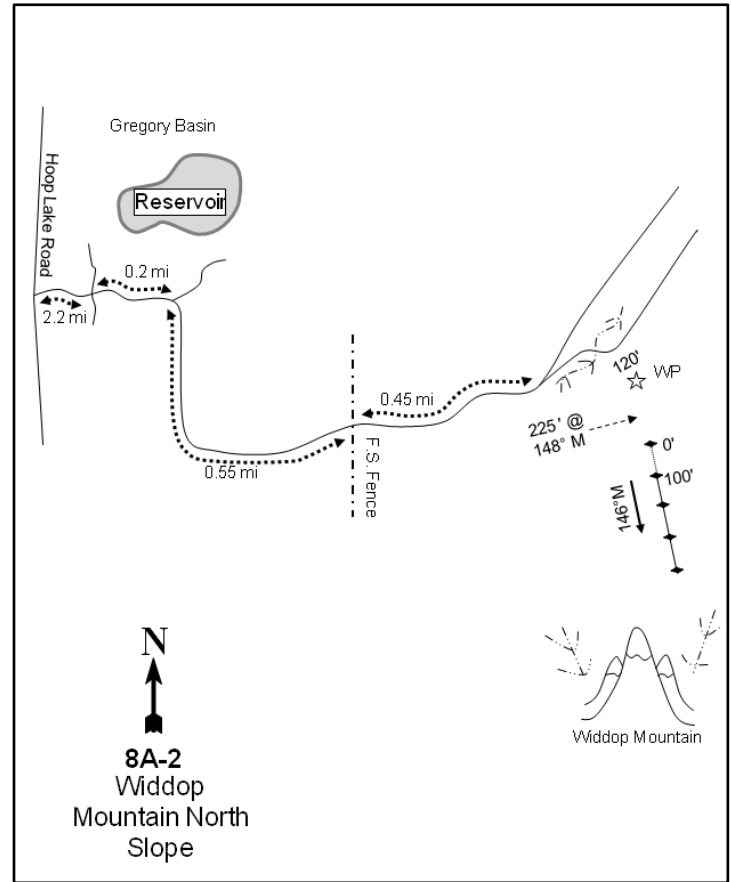 Gregory Basin
Hoop Lake Road
Reservoir
0.2 mi
2.2 mi
120'
WP
0.45 mi
225' @
148° M
0'
0.55 mi
F.S. Fence
100'
146°M
N
Widdop Mountain
8A-2
Widdop
Mountain North
Slope